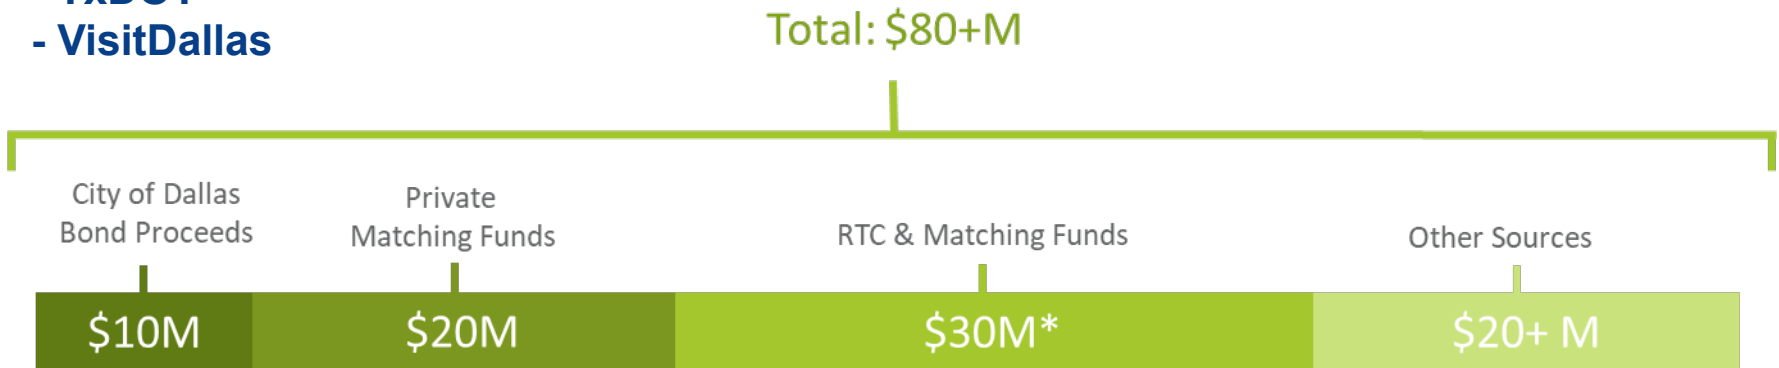 - VisitDallas
Total: $80+M
City of Dallas
Bond Proceeds
Private
Matching Funds
RTC & Matching Funds
Other Sources
$10M
$20M
$30M*
$20+ M